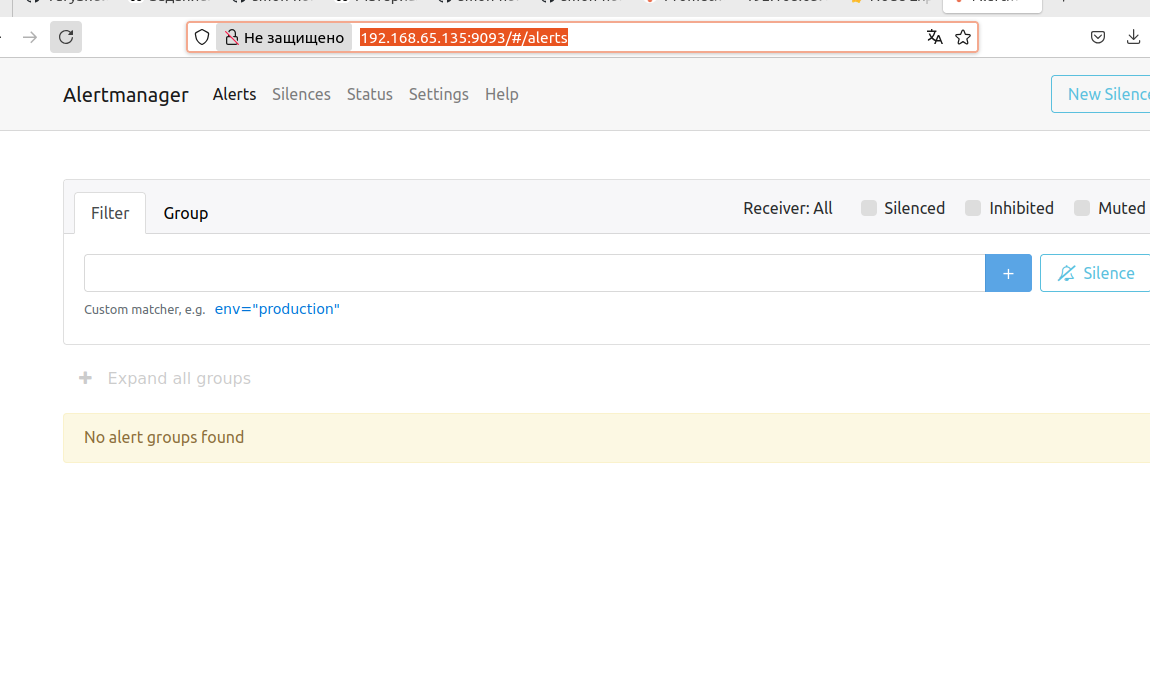 Не защищено 192.168.65.135:9093/#/alerts
Alertmanager Alerts Silences Status Settings Help New Silence
Filter Group Receiver: All Silenced Inhibited Muted
+ Silence
Custom matcher, e.g. env="production"
+ Expand all groups
No alert groups found